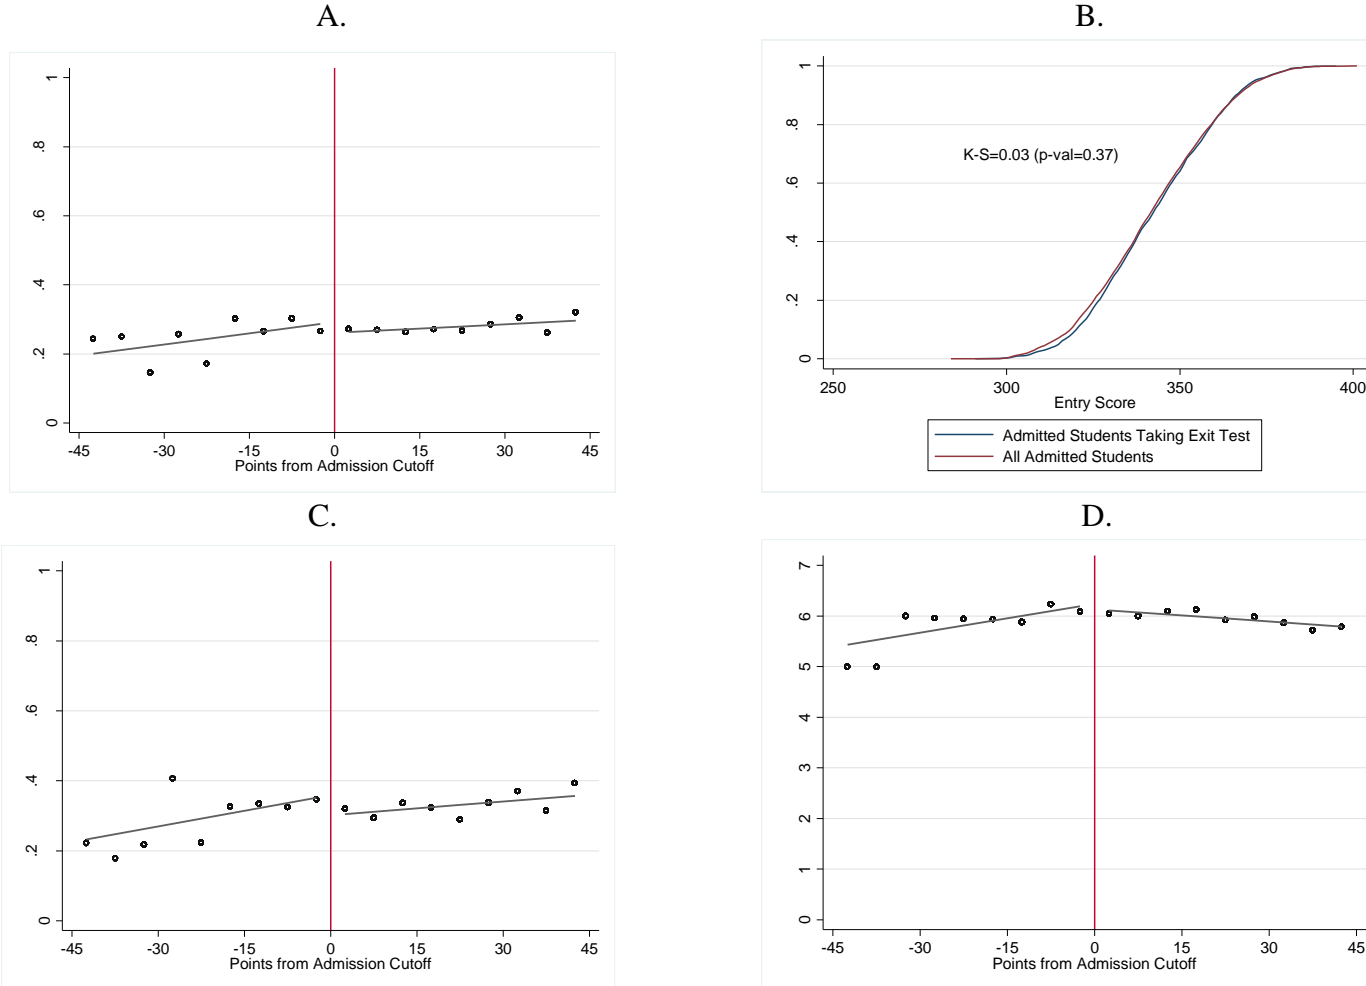 A.
1
.8
.6
.4
.2
0
-45 -30 -15 0 15 30 45
Points from Admission Cutoff
B.
1
.8
.6
.4
.2
0
K-S=0.03 (p-val=0.37)
250 300 350 400
Entry Score
Admitted Students Taking Exit Test
All Admitted Students
C.
1
.8
.6
.4
.2
0
-45 -30 -15 0 15 30 45
Points from Admission Cutoff
D.
7
6
5
4
3
2
1
0
-45 -30 -15 0 15 30 45
Points from Admission Cutoff